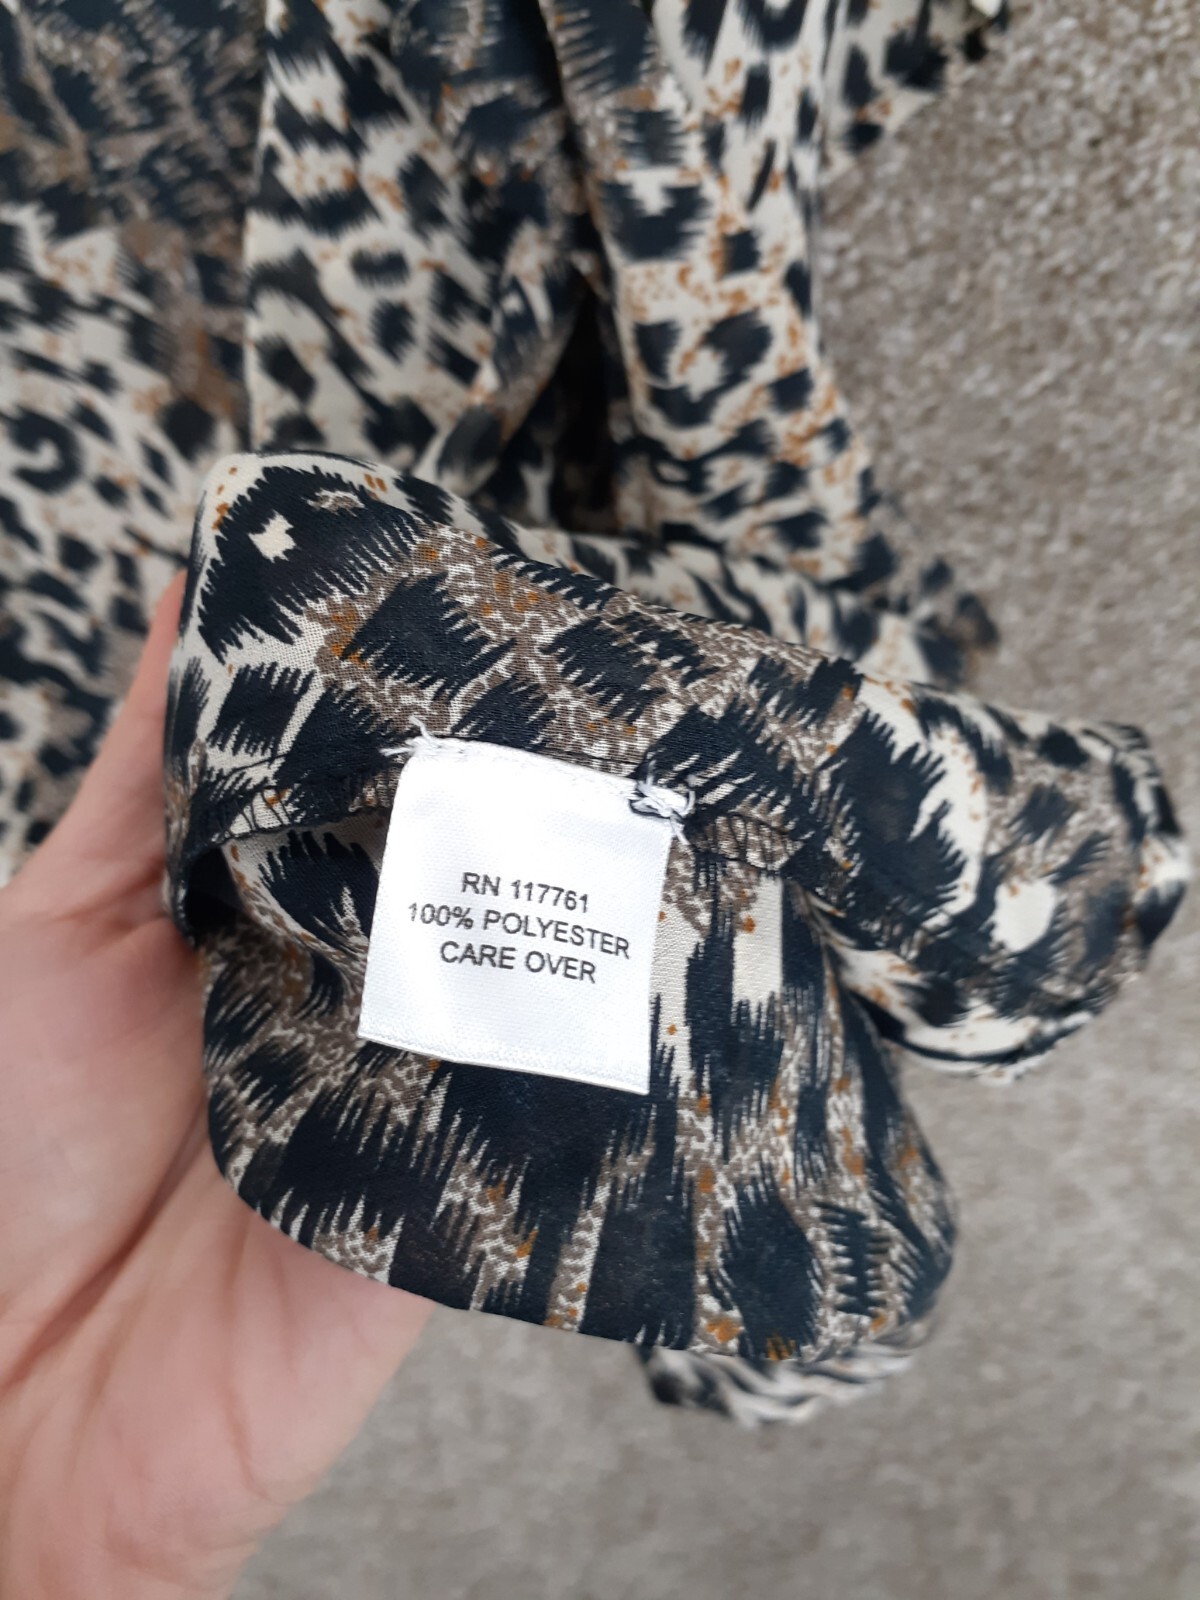 RN 117761
100% POLYESTER
CARE OVER